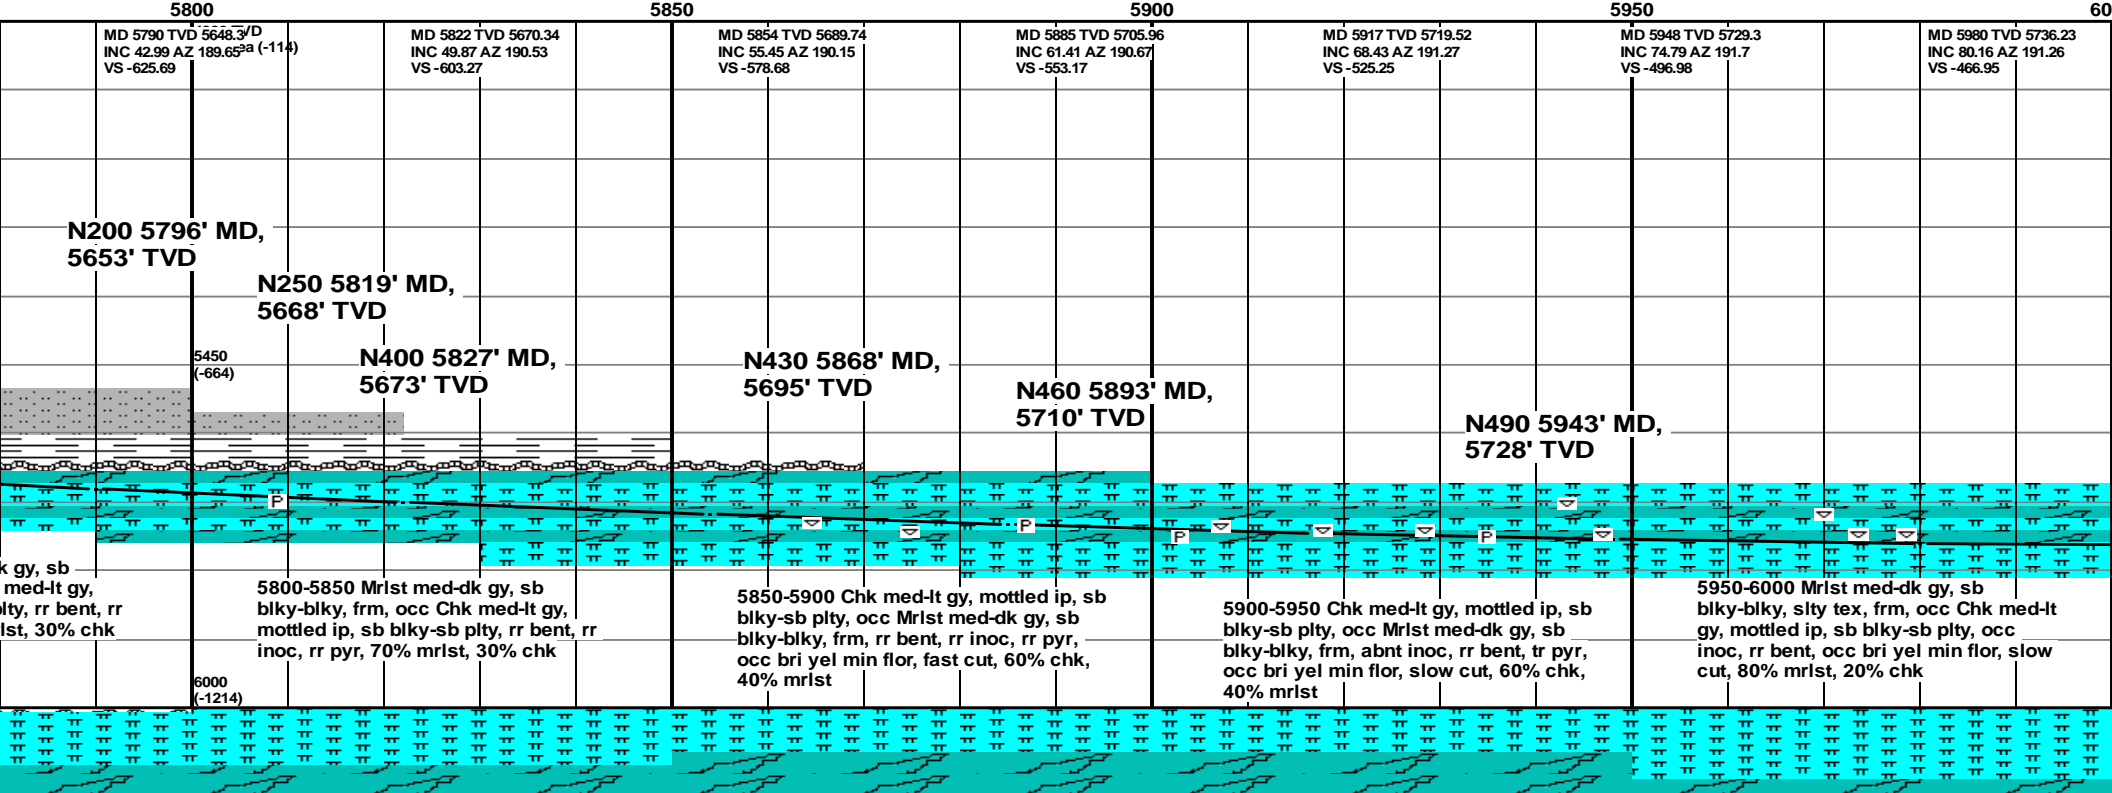 5800
5850
5900
5950
60
MD 5790 TVD 5648.3
INC 42.99 AZ 189.65
VS -625.69
(-114)
MD 5822 TVD 5670.34
INC 49.87 AZ 190.53
VS -603.27
MD 5854 TVD 5689.74
INC 55.45 AZ 190.15
VS -578.68
MD 5885 TVD 5705.96
INC 61.41 AZ 190.67
VS -553.17
MD 5917 TVD 5719.52
INC 68.43 AZ 191.27
VS -525.25
MD 5948 TVD 5729.3
INC 74.79 AZ 191.7
VS -496.98
MD 5980 TVD 5736.23
INC 80.16 AZ 191.26
VS -466.95
N200 5796' MD,
5653' TVD
N250 5819' MD,
5668' TVD
5450
(-664)
N400 5827' MD,
5673' TVD
N430 5868' MD,
5695' TVD
N460 5893' MD,
5710' TVD
N490 5943' MD,
5728' TVD
P
P
P
P
k gy, sb
med-lt gy,
plty, rr bent, rr
lst, 30% chk
5800-5850 Mrlst med-dk gy, sb
blky-blky, frm, occ Chk med-lt gy,
mottled ip, sb blky-sb plty, rr bent, rr
inoc, rr pyr, 70% mrlst, 30% chk
5850-5900 Chk med-lt gy, mottled ip, sb
blky-sb plty, occ Mrlst med-dk gy, sb
blky-blky, frm, rr bent, rr inoc, rr pyr,
occ bri yel min flor, fast cut, 60% chk,
40% mrlst
5900-5950 Chk med-lt gy, mottled ip, sb
blky-sb plty, occ Mrlst med-dk gy, sb
blky-blky, frm, abnt inoc, rr bent, tr pyr,
occ bri yel min flor, slow cut, 60% chk,
40% mrlst
5950-6000 Mrlst med-dk gy, sb
blky-blky, slty tex, frm, occ Chk med-lt
gy, mottled ip, sb blky-sb plty, occ
inoc, rr bent, occ bri yel min flor, slow
cut, 80% mrlst, 20% chk
6000
(-1214)